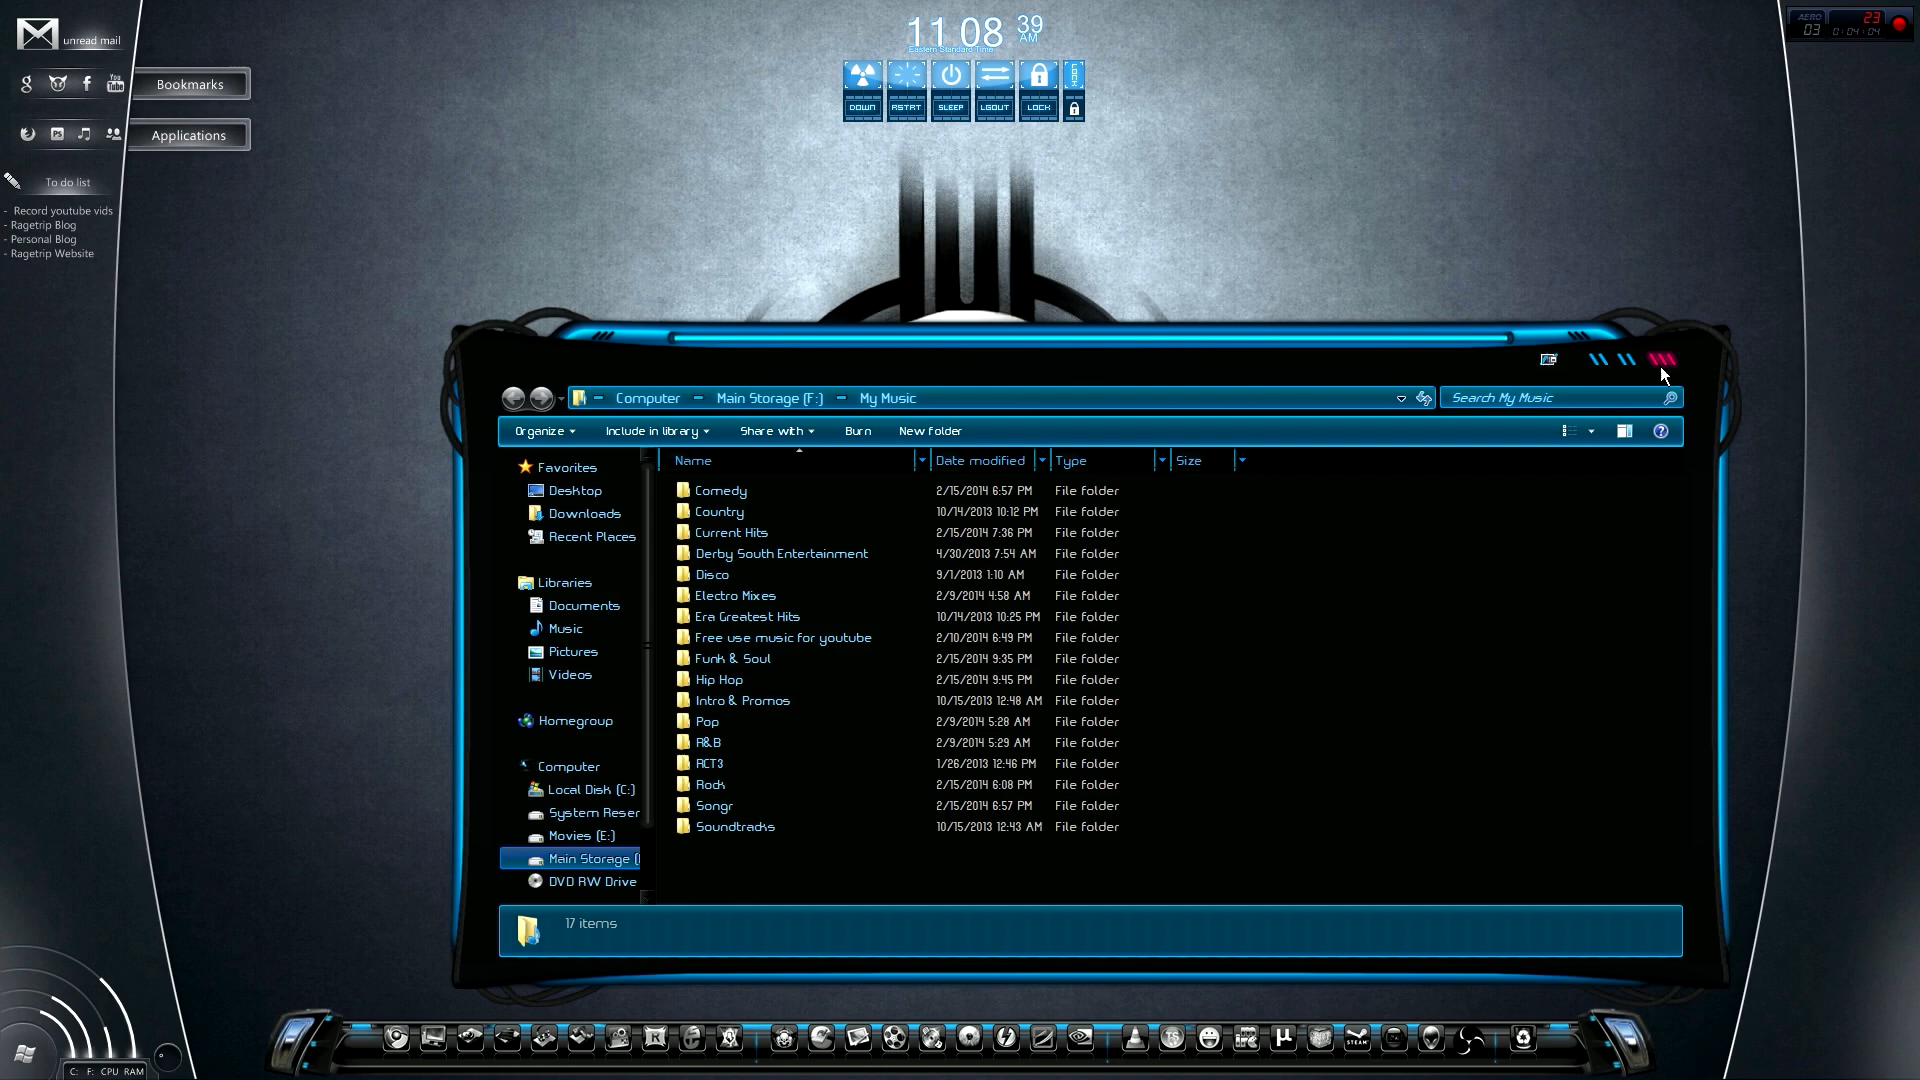 unread mail
Bookmarks
Applications
To do list
- Record youtube vids
- Ragetrip Blog
- Personal Blog
- Ragetrip Website
11 08 39 AM
Eastern Standard Time
DOWN RSTRT SLEEP LGOUT LOCK
LOCK
AERO 23
03 0:04:04
Computer Main Storage (F:) My Music
Search My Music
Organize Include in library Share with Burn New folder
Name Date modified Type Size
Favorites
Desktop
Downloads
Recent Places
Libraries
Documents
Music
Pictures
Videos
Homegroup
Computer
Local Disk (C:)
System Reser
Movies (E:)
Main Storage (
DVD RW Drive
Comedy 2/15/2014 6:57 PM File folder
Country 10/14/2013 10:12 PM File folder
Current Hits 2/15/2014 7:36 PM File folder
Derby South Entertainment 4/30/2013 7:54 AM File folder
Disco 9/1/2013 1:10 AM File folder
Electro Mixes 2/9/2014 4:58 AM File folder
Era Greatest Hits 10/14/2013 10:25 PM File folder
Free use music for youtube 2/10/2014 6:49 PM File folder
Funk & Soul 2/15/2014 9:35 PM File folder
Hip Hop 2/15/2014 9:45 PM File folder
Intro & Promos 10/15/2013 12:48 AM File folder
Pop 2/9/2014 5:28 AM File folder
R&B 2/9/2014 5:29 AM File folder
RCT3 1/26/2013 12:46 PM File folder
Rock 2/15/2014 6:08 PM File folder
Songr 2/15/2014 6:57 PM File folder
Soundtracks 10/15/2013 12:43 AM File folder
17 items
C: F: CPU RAM
STEAM